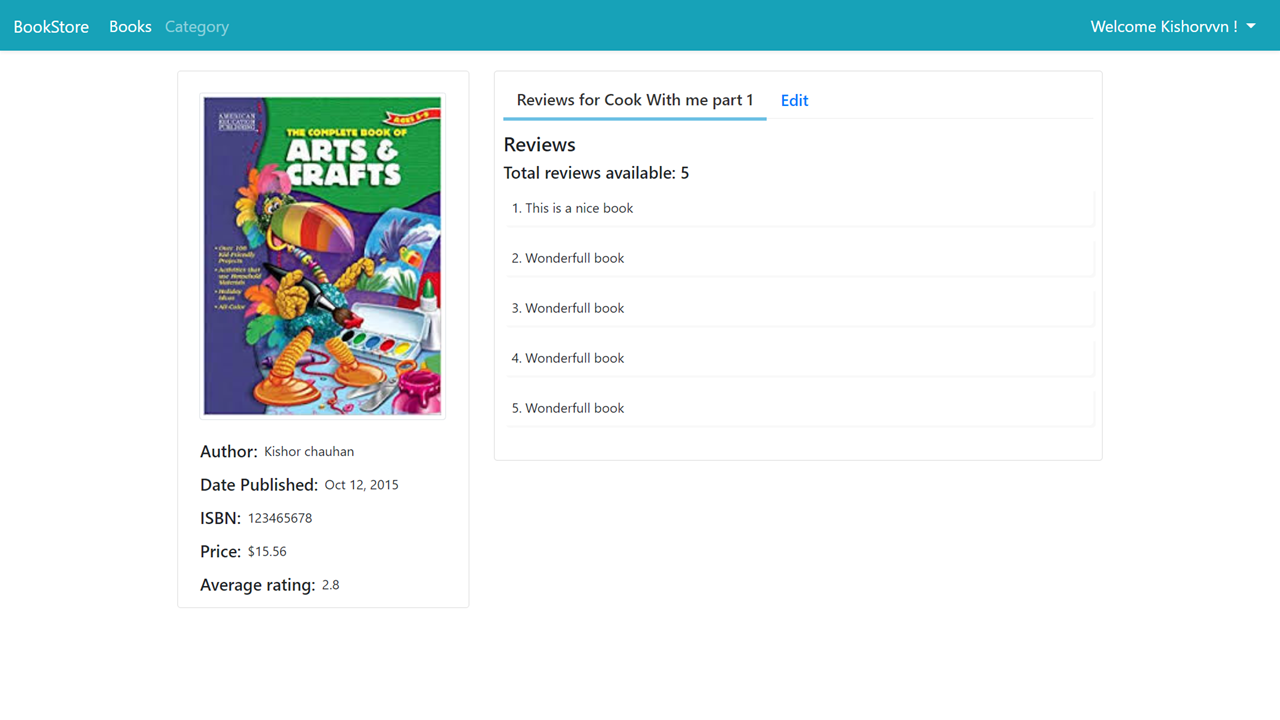 BookStore Books Category Welcome Kishorvvn !
AMERICAN
EDUCATION
PUBLISHING
AGES 5-9
THE COMPLETE BOOK OF
ARTS &
CRAFTS
• Over 100
Kid-Friendly
Projects
• Activities that
use Household
Materials
• Holiday
Ideas
• All-Color
Author: Kishor chauhan
Date Published: Oct 12, 2015
ISBN: 123465678
Price: $15.56
Average rating: 2.8
Reviews for Cook With me part 1 Edit
Reviews
Total reviews available: 5
1. This is a nice book
2. Wonderfull book
3. Wonderfull book
4. Wonderfull book
5. Wonderfull book